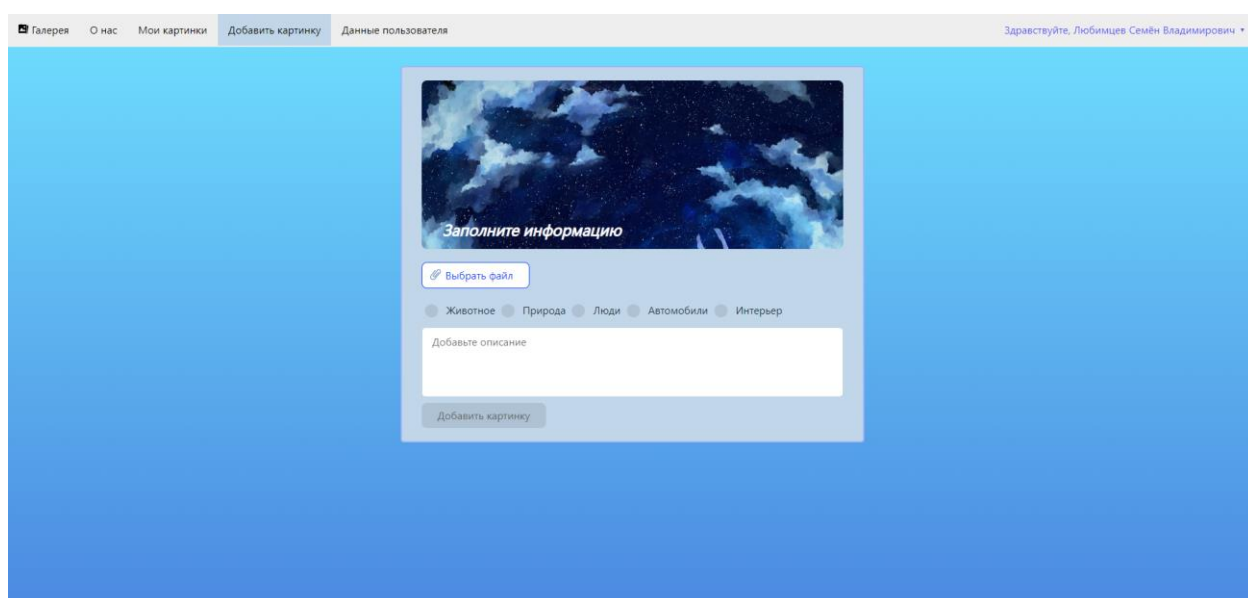 Галерея О нас Мои картинки Добавить картинку Данные пользователя Здравствуйте, Любимцев Семён Владимирович
Заполните информацию
Выбрать файл
Животное Природа Люди Автомобили Интерьер
Добавьте описание
Добавить картинку